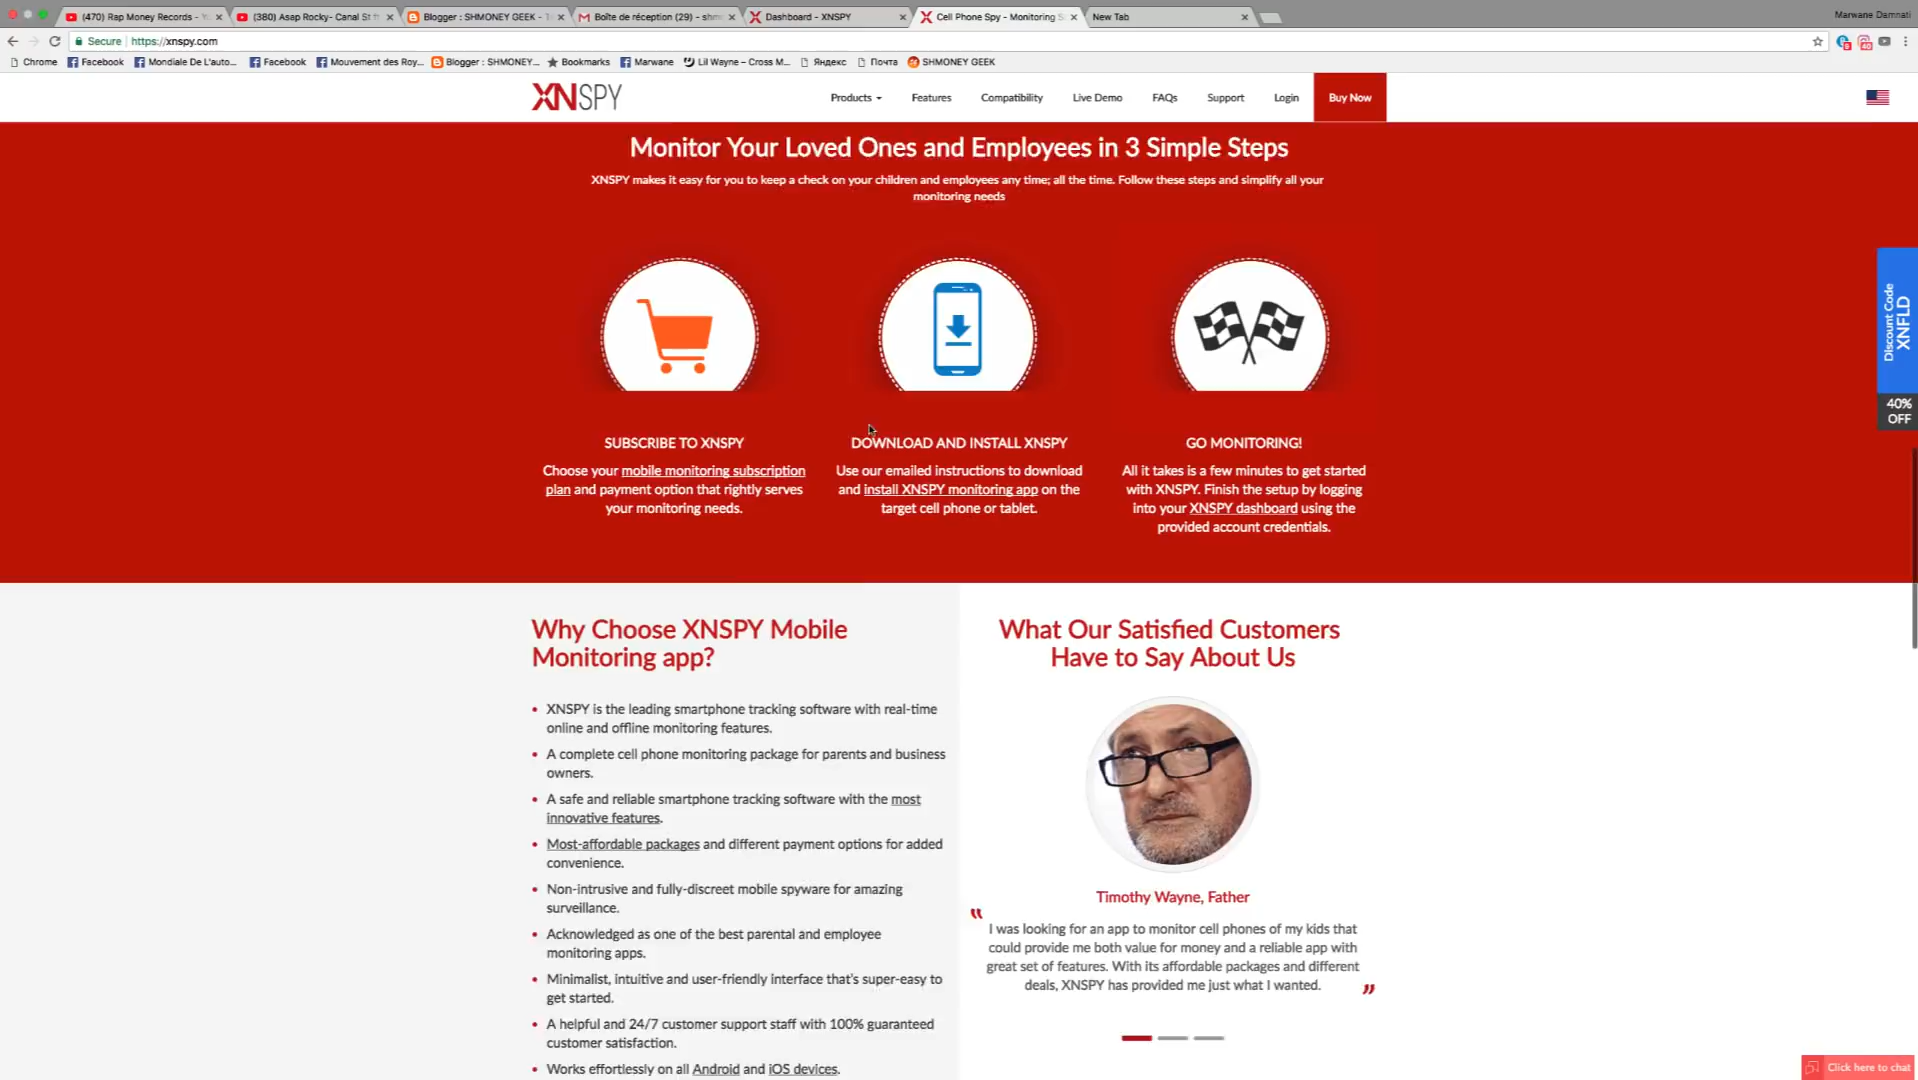 (470) Rap Money Records - Y
(380) Asap Rocky- Canal St f
Blogger : SHMONEY GEEK - T
Boîte de réception (29) - shm
Dashboard - XNSPY
Cell Phone Spy - Monitoring S
New Tab
Marwane Damnati
Secure
https://xnspy.com
Chrome
Facebook
Mondiale De L'auto...
Facebook
Mouvement des Roy...
Blogger : SHMONEY...
Bookmarks
Marwane
Lil Wayne – Cross M...
Яндекс
Почта
SHMONEY GEEK
XNSPY
Products
Features
Compatibility
Live Demo
FAQs
Support
Login
Buy Now
Monitor Your Loved Ones and Employees in 3 Simple Steps
XNSPY makes it easy for you to keep a check on your children and employees any time; all the time. Follow these steps and simplify all your
monitoring needs
Discount Code
XNFLD
40%
OFF
SUBSCRIBE TO XNSPY
Choose your mobile monitoring subscription
plan and payment option that rightly serves
your monitoring needs.
DOWNLOAD AND INSTALL XNSPY
Use our emailed instructions to download
and install XNSPY monitoring app on the
target cell phone or tablet.
GO MONITORING!
All it takes is a few minutes to get started
with XNSPY. Finish the setup by logging
into your XNSPY dashboard using the
provided account credentials.
Why Choose XNSPY Mobile
Monitoring app?
• XNSPY is the leading smartphone tracking software with real-time
online and offline monitoring features.
• A complete cell phone monitoring package for parents and business
owners.
• A safe and reliable smartphone tracking software with the most
innovative features.
• Most-affordable packages and different payment options for added
convenience.
• Non-intrusive and fully-discreet mobile spyware for amazing
surveillance.
• Acknowledged as one of the best parental and employee
monitoring apps.
• Minimalist, intuitive and user-friendly interface that's super-easy to
get started.
• A helpful and 24/7 customer support staff with 100% guaranteed
customer satisfaction.
• Works effortlessly on all Android and iOS devices.
What Our Satisfied Customers
Have to Say About Us
Timothy Wayne, Father
" I was looking for an app to monitor cell phones of my kids that
could provide me both value for money and a reliable app with
great set of features. With its affordable packages and different
deals, XNSPY has provided me just what I wanted. "
Click here to chat